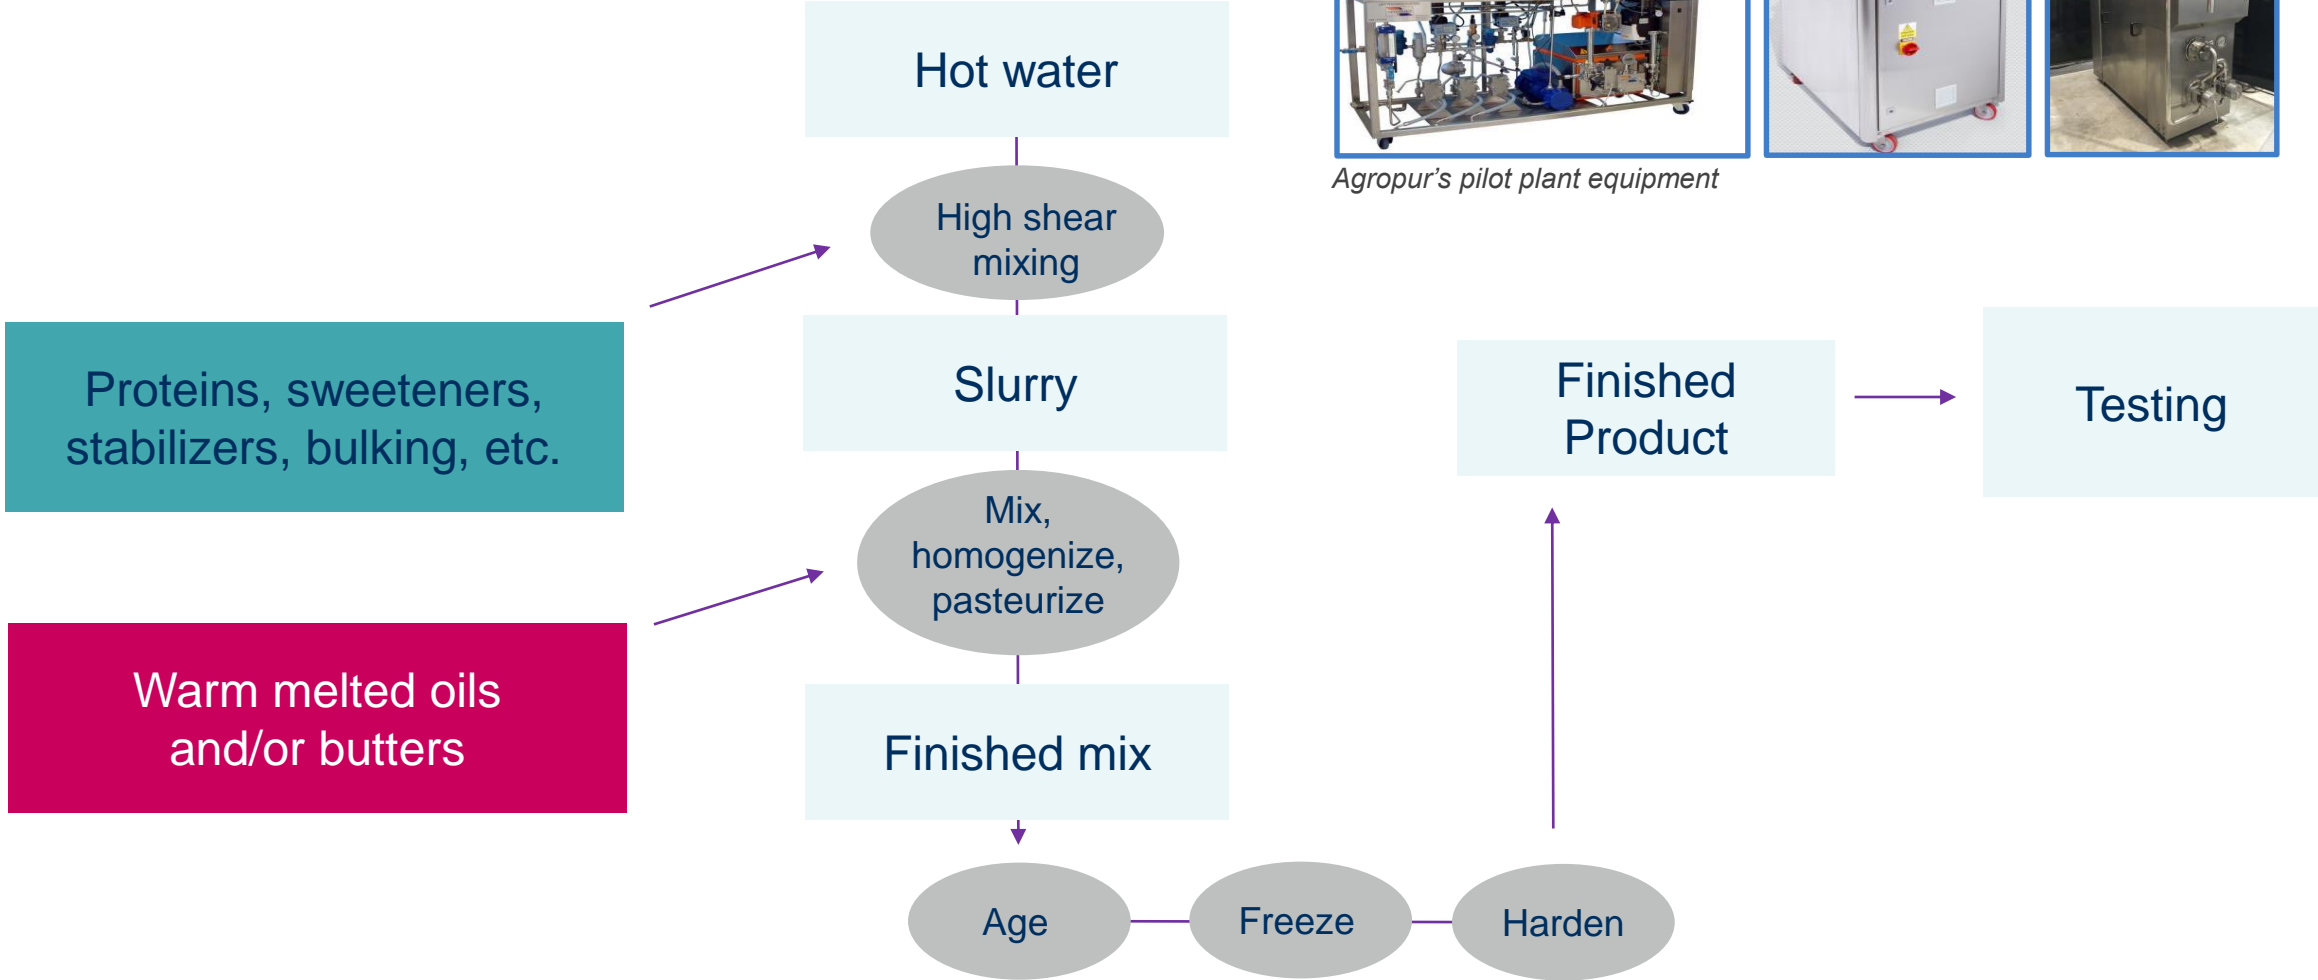 Hot water
Agropur’s pilot plant equipment
High shear
mixing
Proteins, sweeteners,
stabilizers, bulking, etc.
Slurry
Finished
Product
Testing
Mix,
homogenize,
pasteurize
Warm melted oils
and/or butters
Finished mix
Age
Freeze
Harden